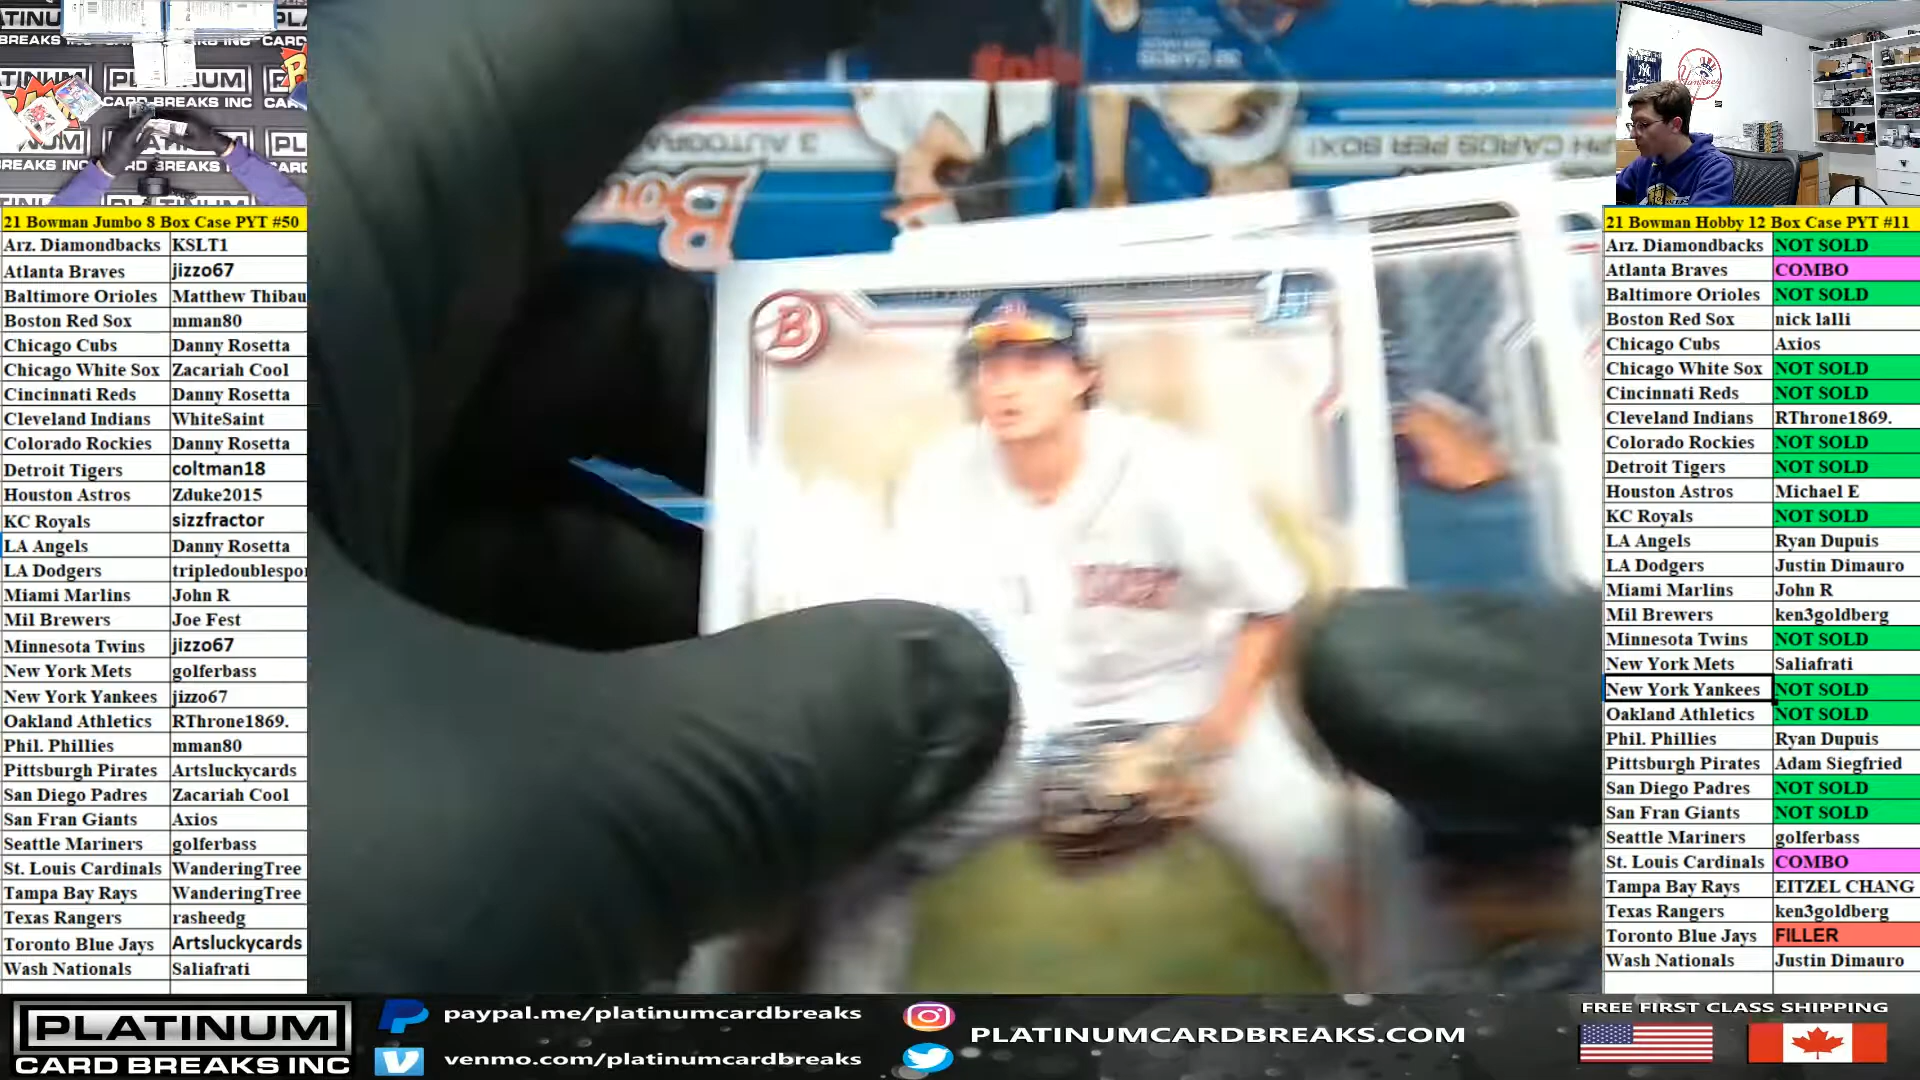 PLATINUM
CARD BREAKS INC
3 AUTOGRA
PH CARDS PER BOX!
Yankees
21 Bowman Jumbo 8 Box Case PYT #50
Arz. Diamondbacks KSLT1
Atlanta Braves jizzo67
Baltimore Orioles Matthew Thibau
Boston Red Sox mman80
Chicago Cubs Danny Rosetta
Chicago White Sox Zacariah Cool
Cincinnati Reds Danny Rosetta
Cleveland Indians WhiteSaint
Colorado Rockies Danny Rosetta
Detroit Tigers coltman18
Houston Astros Zduke2015
KC Royals sizzfractor
LA Angels Danny Rosetta
LA Dodgers tripledoublespor
Miami Marlins John R
Mil Brewers Joe Fest
Minnesota Twins jizzo67
New York Mets golferbass
New York Yankees jizzo67
Oakland Athletics RThrone1869.
Phil. Phillies mman80
Pittsburgh Pirates Artsluckycards
San Diego Padres Zacariah Cool
San Fran Giants Axios
Seattle Mariners golferbass
St. Louis Cardinals WanderingTree
Tampa Bay Rays WanderingTree
Texas Rangers rasheedg
Toronto Blue Jays Artsluckycards
Wash Nationals Saliafrati
B
1st
21 Bowman Hobby 12 Box Case PYT #11
Arz. Diamondbacks NOT SOLD
Atlanta Braves COMBO
Baltimore Orioles NOT SOLD
Boston Red Sox nick lalli
Chicago Cubs Axios
Chicago White Sox NOT SOLD
Cincinnati Reds NOT SOLD
Cleveland Indians RThrone1869.
Colorado Rockies NOT SOLD
Detroit Tigers NOT SOLD
Houston Astros Michael E
KC Royals NOT SOLD
LA Angels Ryan Dupuis
LA Dodgers Justin Dimauro
Miami Marlins John R
Mil Brewers ken3goldberg
Minnesota Twins NOT SOLD
New York Mets Saliafrati
New York Yankees NOT SOLD
Oakland Athletics NOT SOLD
Phil. Phillies Ryan Dupuis
Pittsburgh Pirates Adam Siegfried
San Diego Padres NOT SOLD
San Fran Giants NOT SOLD
Seattle Mariners golferbass
St. Louis Cardinals COMBO
Tampa Bay Rays EITZEL CHANG
Texas Rangers ken3goldberg
Toronto Blue Jays FILLER
Wash Nationals Justin Dimauro
PLATINUM
CARD BREAKS INC
paypal.me/platinumcardbreaks
venmo.com/platinumcardbreaks
PLATINUMCARDBREAKS.COM
FREE FIRST CLASS SHIPPING